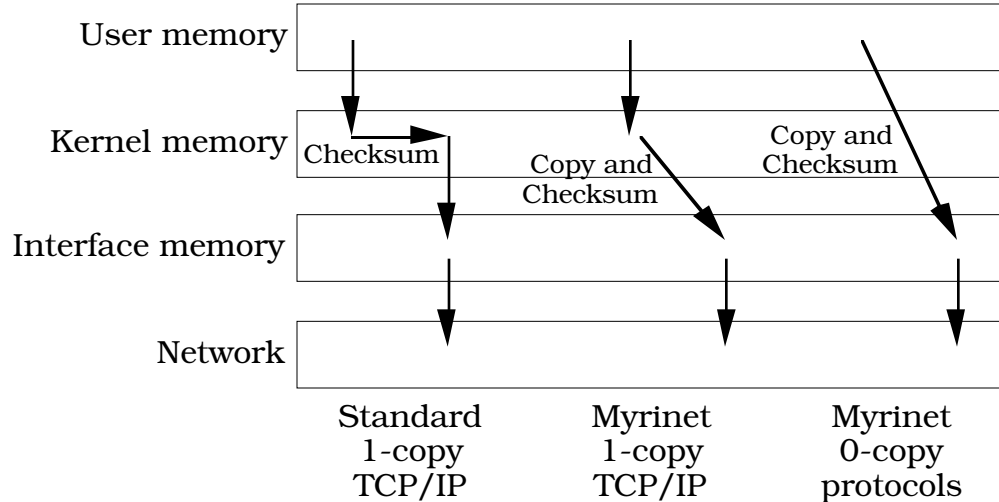 User memory
Kernel memory
Checksum
Copy and
Checksum
Copy and
Checksum
Interface memory
Network
Standard
1-copy
TCP/IP
Myrinet
1-copy
TCP/IP
Myrinet
0-copy
protocols